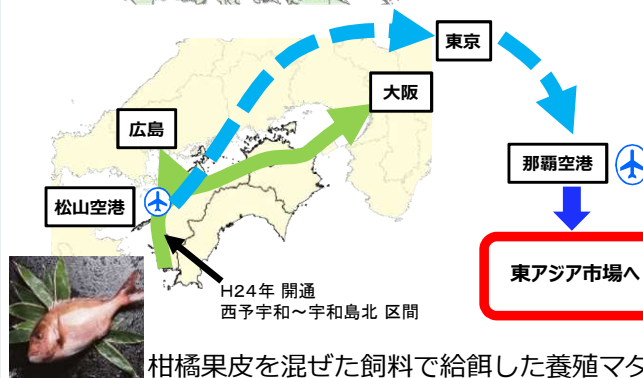 東京
大阪
広島
那覇空港
松山空港
東アジア市場へ
H24年 開通
西予宇和～宇和島北 区間
柑橘果皮を混ぜた飼料で給餌した養殖マダ